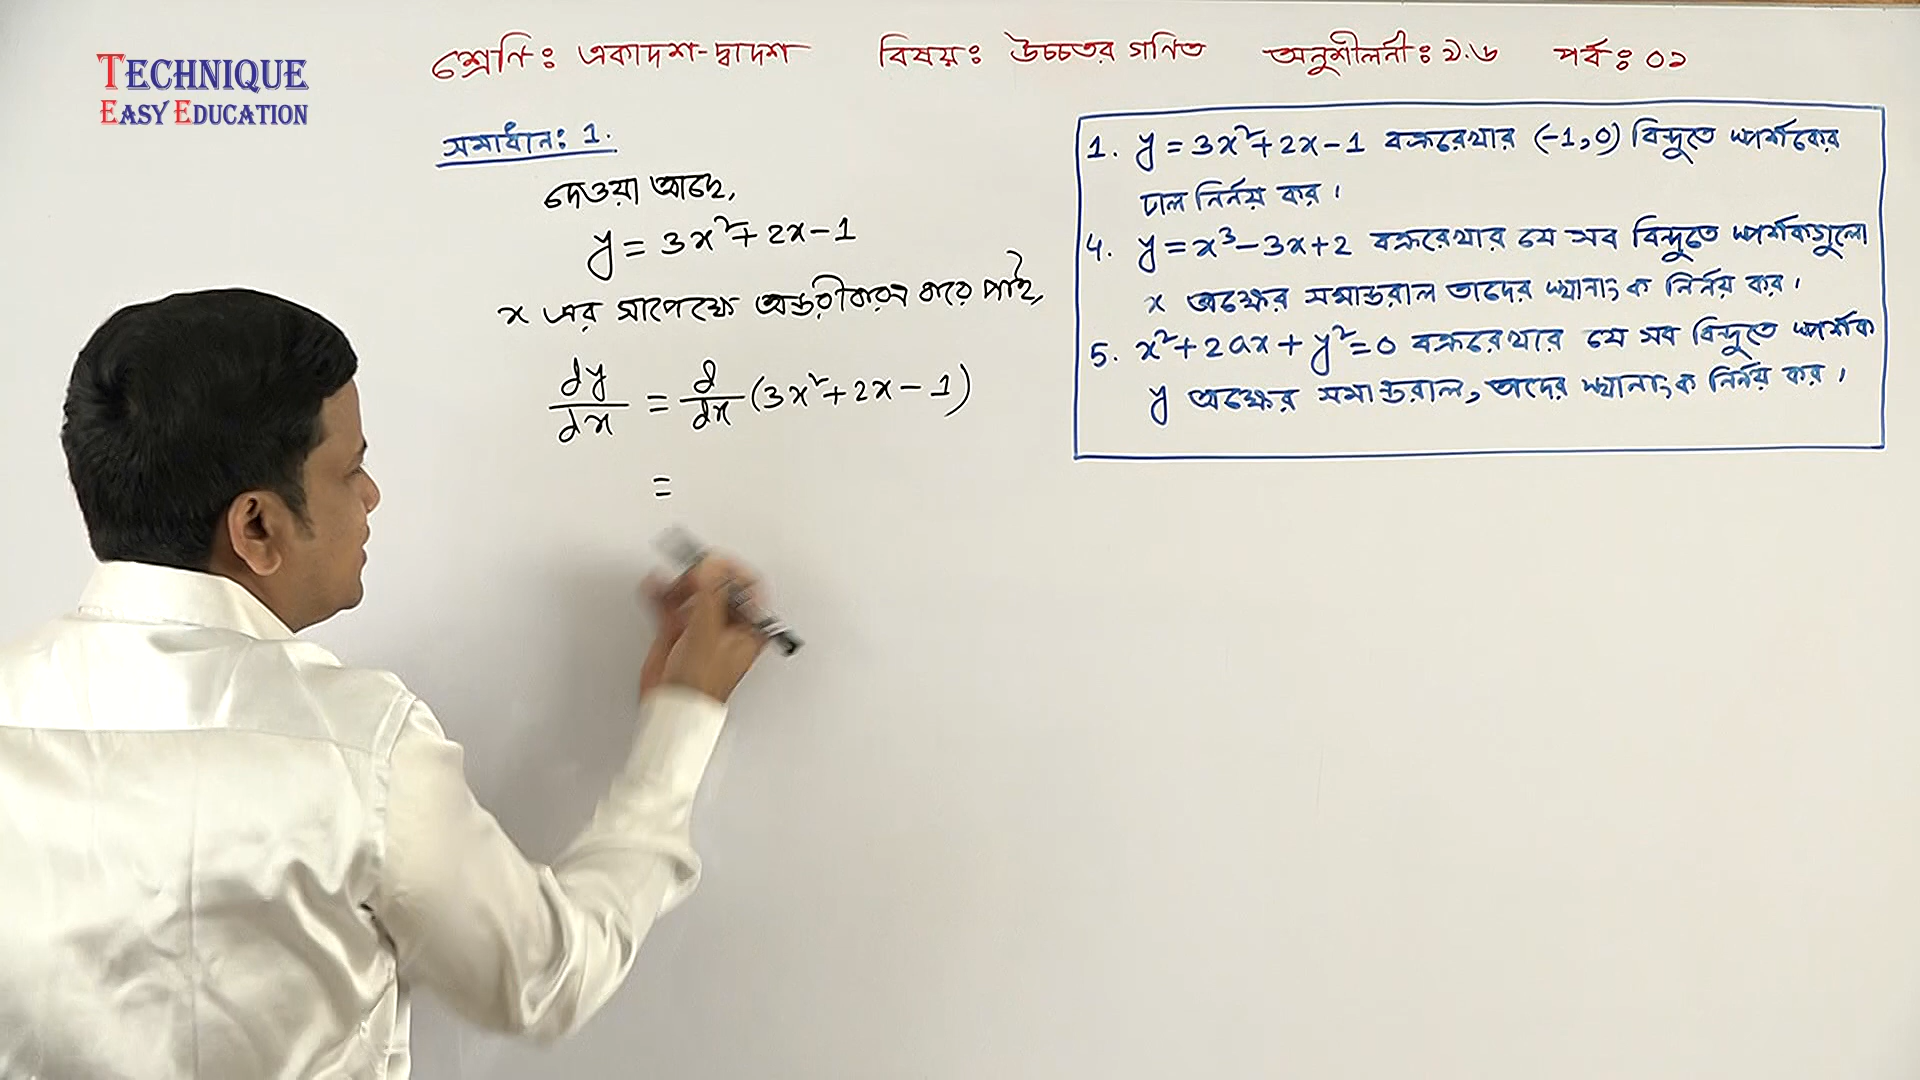 TECHNIQUE
EASY EDUCATION
শ্রেণি: একাদশ-দ্বাদশ বিষয়: উচ্চতর গণিত অনুশীলনী: ৯.৬ পর্ব: ০১
সমাধান: 1.
দেওয়া আছে,
y = 3x²+2x-1
x এর সাপেক্ষে অন্তরীকরণ করে পাই,
dy/dx = d/dx (3x²+2x-1)
=
1. y = 3x²+2x-1 বক্ররেখার (-1,0) বিন্দুতে স্পর্শকের
ঢাল নির্নয় কর।
4. y = x³-3x+2 বক্ররেখার যে সব বিন্দুতে স্পর্শকগুলো
x অক্ষের সমান্তরাল তাদের স্থানাংক নির্নয় কর।
5. x²+2ax+y²=0 বক্ররেখার যে সব বিন্দুতে স্পর্শক
y অক্ষের সমান্তরাল, তাদের স্থানাংক নির্নয় কর।